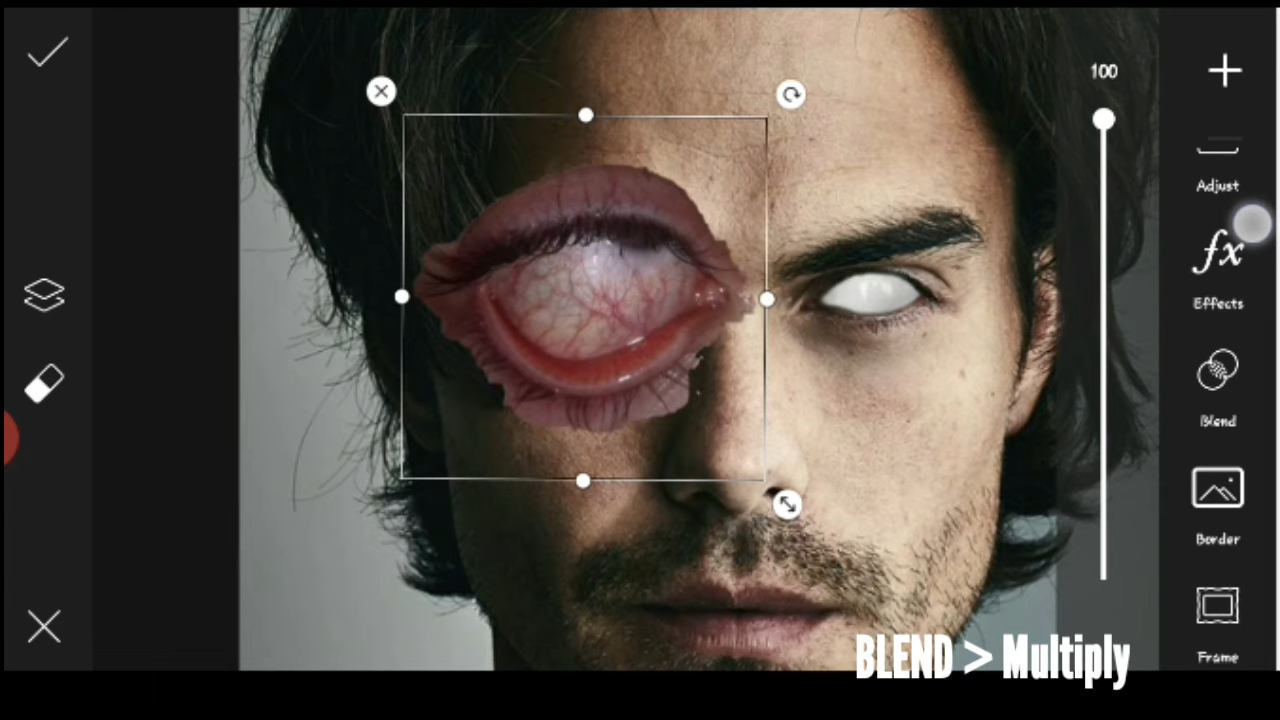 100
Adjust
fx
Effects
Blend
Border
Frame
BLEND > Multiply